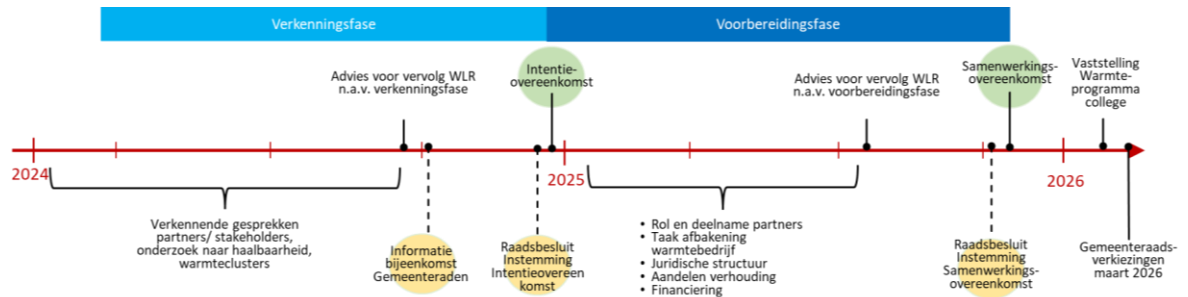 Verkenningsfase
Voorbereidingsfase
Advies voor vervolg WLR
n.a.v. verkenningsfase
Intentie-
overeenkomst
Advies voor vervolg WLR
n.a.v. voorbereidingsfase
Samenwerkings-
overeenkomst
Vaststelling
Warmte-
programma
college
2024
2025
2026
Verkennende gesprekken
partners/ stakeholders,
onderzoek naar haalbaarheid,
warmteclusters
Informatie
bijeenkomst
Gemeenteraden
Raadsbesluit
Instemming
Intentieovereen
komst
• Rol en deelname partners
• Taak afbakening
warmtebedrijf
• Juridische structuur
• Aandelen verhouding
• Financiering
Raadsbesluit
Instemming
Samenwerkings-
overeenkomst
Gemeenteraads-
verkiezingen
maart 2026